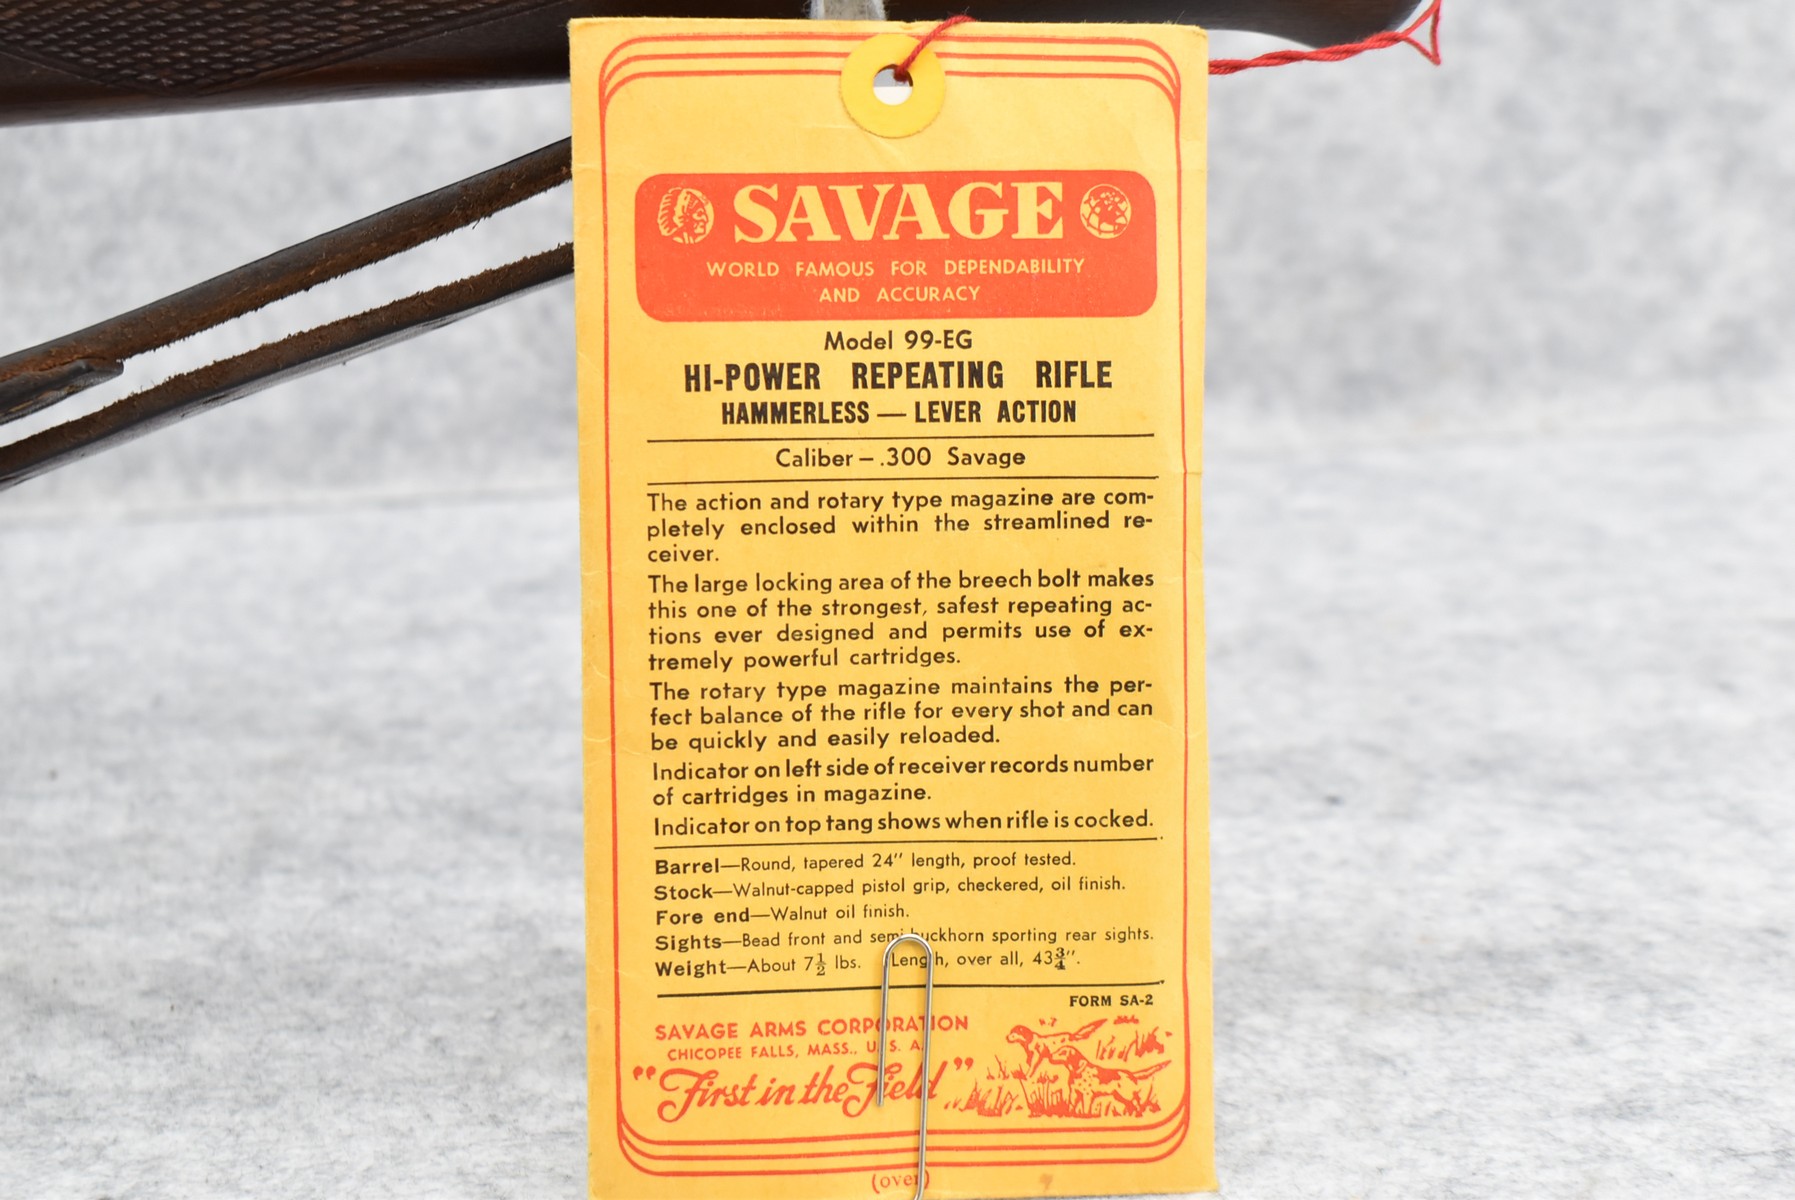 SAVAGE
WORLD FAMOUS FOR DEPENDABILITY
AND ACCURACY
Model 99-EG
HI-POWER REPEATING RIFLE
HAMMERLESS — LEVER ACTION
Caliber – .300 Savage
The action and rotary type magazine are com-
pletely enclosed within the streamlined re-
ceiver.
The large locking area of the breech bolt makes
this one of the strongest, safest repeating ac-
tions ever designed and permits use of ex-
tremely powerful cartridges.
The rotary type magazine maintains the per-
fect balance of the rifle for every shot and can
be quickly and easily reloaded.
Indicator on left side of receiver records number
of cartridges in magazine.
Indicator on top tang shows when rifle is cocked.
Barrel—Round, tapered 24″ length, proof tested.
Stock—Walnut-capped pistol grip, checkered, oil finish.
Fore end—Walnut oil finish.
Sights—Bead front and semi-buckhorn sporting rear sights.
Weight—About 7½ lbs. Length, over all, 43¾″.
FORM SA-2
SAVAGE ARMS CORPORATION
CHICOPEE FALLS, MASS., U. S. A.
"First in the Field"
(over)